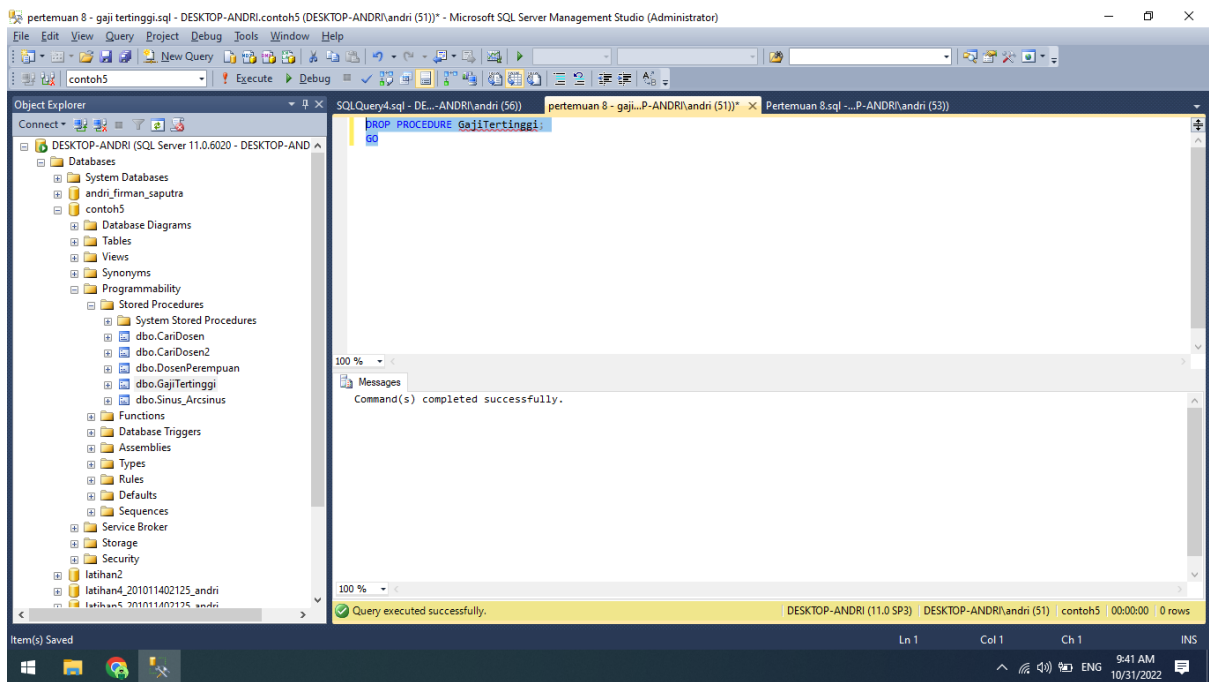 pertemuan 8 - gaji tertinggi.sql - DESKTOP-ANDRI.contoh5 (DESKTOP-ANDRI\andri (51))* - Microsoft SQL Server Management Studio (Administrator)
File Edit View Query Project Debug Tools Window Help
New Query
contoh5 Execute Debug
Object Explorer
Connect
DESKTOP-ANDRI (SQL Server 11.0.6020 - DESKTOP-AND
Databases
System Databases
andri_firman_saputra
contoh5
Database Diagrams
Tables
Views
Synonyms
Programmability
Stored Procedures
System Stored Procedures
dbo.CariDosen
dbo.CariDosen2
dbo.DosenPerempuan
dbo.GajiTertinggi
dbo.Sinus_Arcsinus
Functions
Database Triggers
Assemblies
Types
Rules
Defaults
Sequences
Service Broker
Storage
Security
latihan2
latihan4_201011402125_andri
latihan5_201011402125_andri
SQLQuery4.sql - DE...-ANDRI\andri (56)) pertemuan 8 - gaji...P-ANDRI\andri (51))* Pertemuan 8.sql -...P-ANDRI\andri (53))
DROP PROCEDURE GajiTertinggi;
GO
100 %
Messages
Command(s) completed successfully.
100 %
Query executed successfully. DESKTOP-ANDRI (11.0 SP3) DESKTOP-ANDRI\andri (51) contoh5 00:00:00 0 rows
Item(s) Saved Ln 1 Col 1 Ch 1 INS
ENG 9:41 AM
10/31/2022